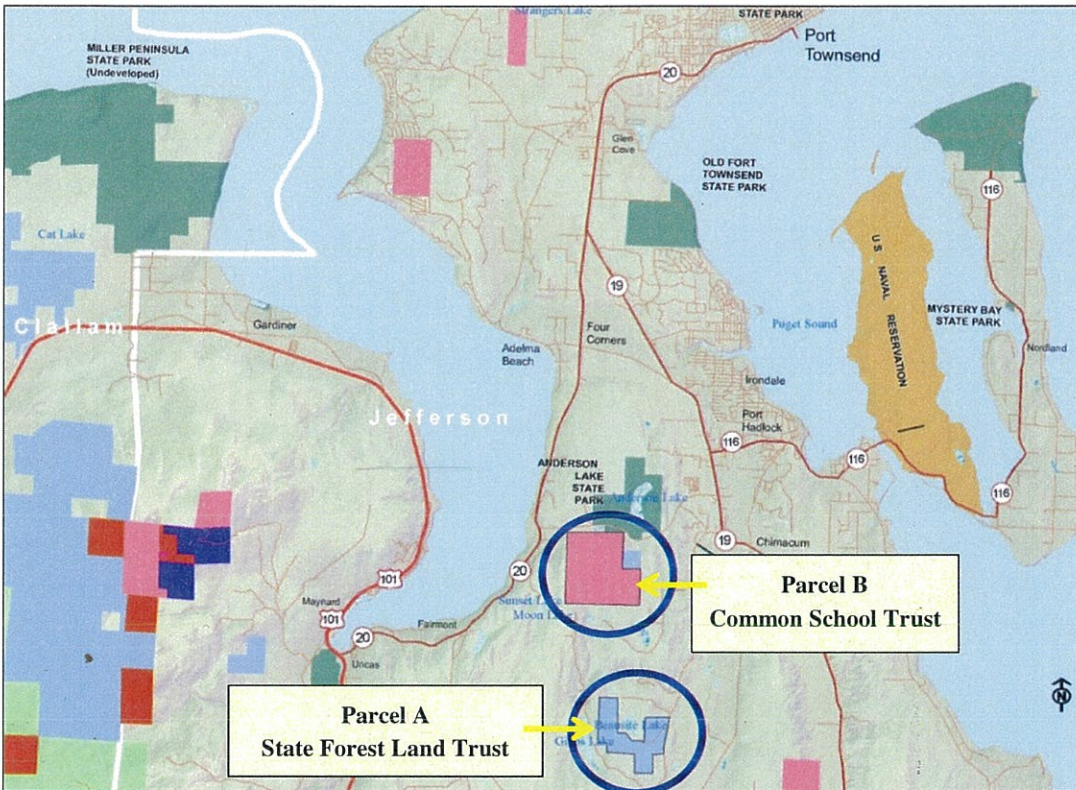 Strangers Lake
STATE PARK
Port
Townsend
MILLER PENINSULA
STATE PARK
(Undeveloped)
20
Glen
Cove
OLD FORT
TOWNSEND
STATE PARK
116
Cat Lake
U S NAVAL RESERVATION
19
Clallam
Gardiner
Four
Corners
Puget Sound
MYSTERY BAY
STATE PARK
Nordland
Adelma
Beach
Irondale
Jefferson
Port
Hadlock
116
116
ANDERSON
LAKE
STATE
PARK
Anderson Lake
116
19
Chimacum
20
101
Maynard
Sunset Lake
Moon Lake
Parcel B
Common School Trust
101
20
Fairmont
Uncas
Parcel A
State Forest Land Trust
Beausite Lake
Gibbs Lake
N